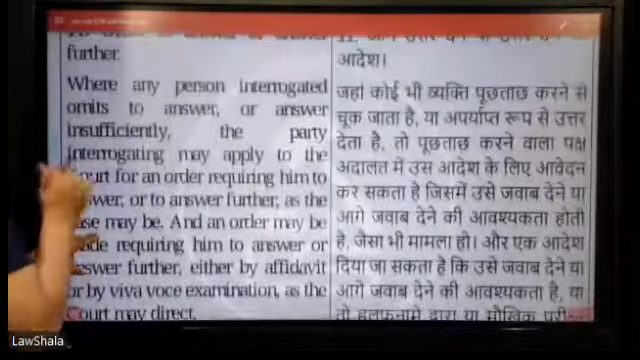 further.
Where any person interrogated
omits to answer, or answer
insufficiently, the party
interrogating may apply to the
Court for an order requiring him to
answer, or to answer further, as the
case may be. And an order may be
made requiring him to answer or
answer further, either by affidavit
or by viva voce examination, as the
Court may direct.
आदेश।
जहां कोई भी व्यक्ति पूछताछ करने से
चूक जाता है, या अपर्याप्त रूप से उत्तर
देता है, तो पूछताछ करने वाला पक्ष
अदालत में उस आदेश के लिए आवेदन
कर सकता है जिसमें उसे जवाब देने या
आगे जवाब देने की आवश्यकता होती
है, जैसा भी मामला हो। और एक आदेश
दिया जा सकता है कि उसे जवाब देने या
आगे जवाब देने की आवश्यकता है, या
तो हलफनामे द्वारा या मौखिक
LawShala